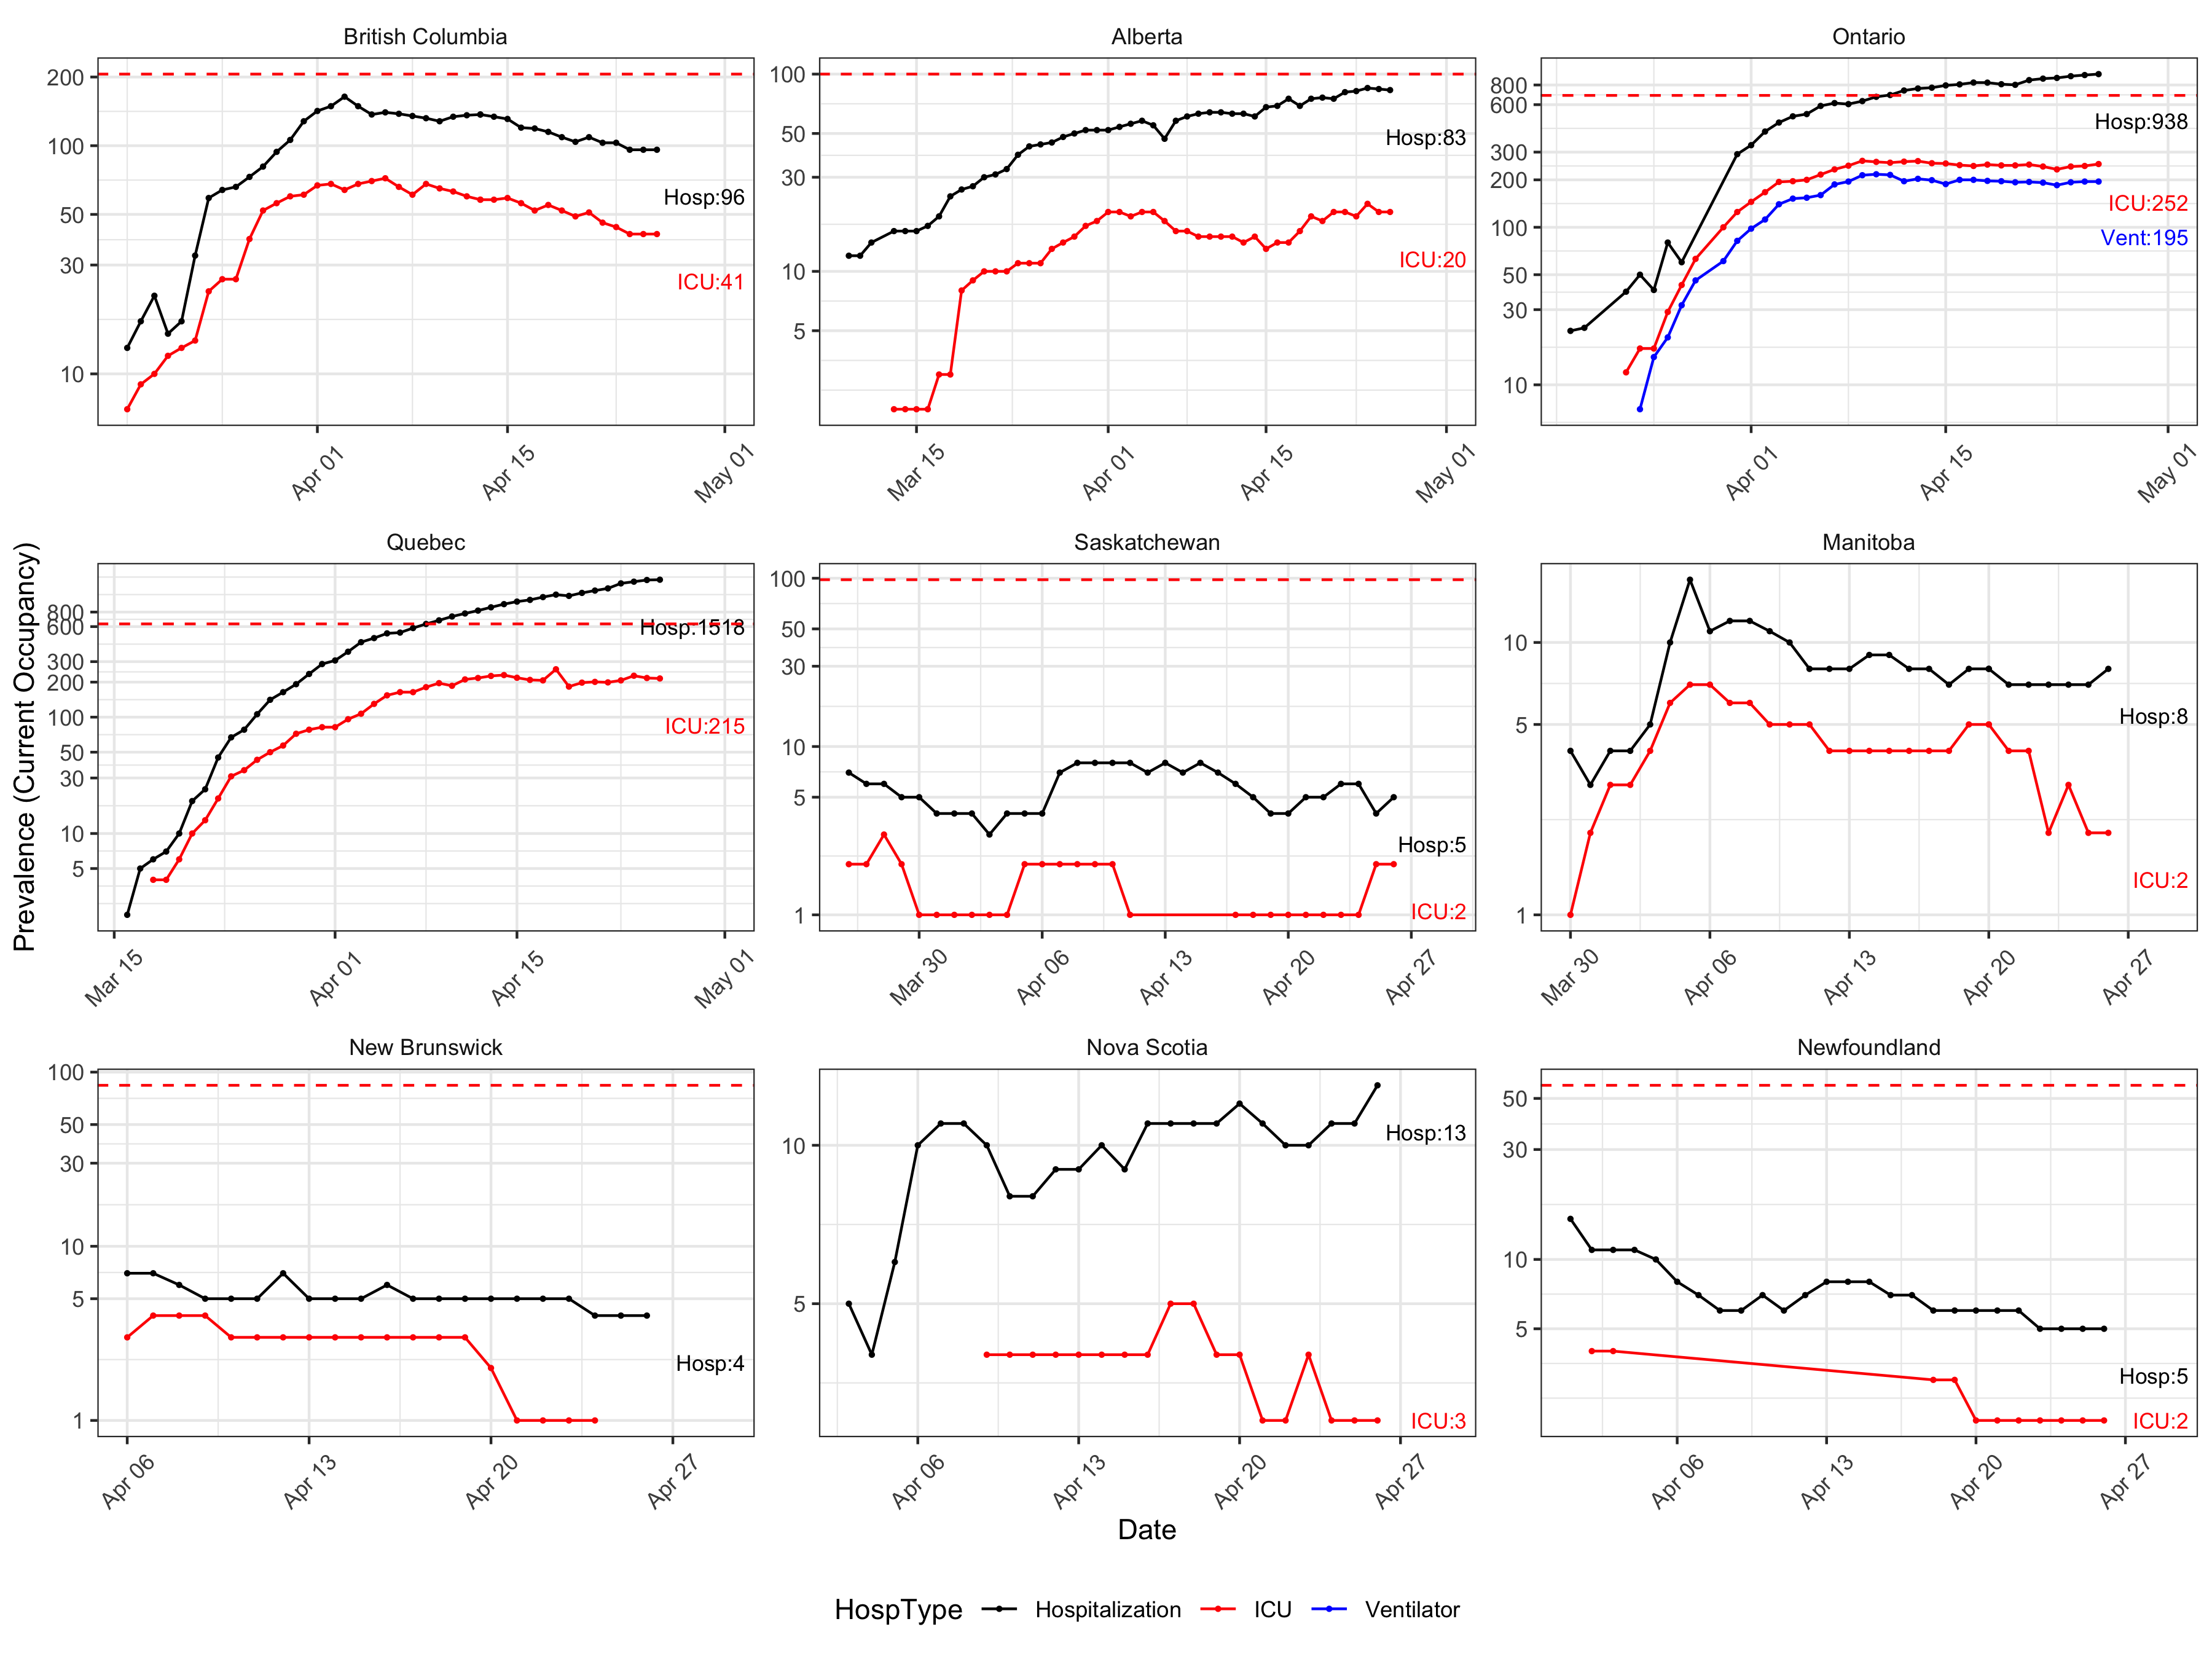 British Columbia
Alberta
Ontario
200
100
50
30
10
Hosp:96
ICU:41
Apr 01
Apr 15
May 01
100
50
30
10
5
Hosp:83
ICU:20
Mar 15
Apr 01
Apr 15
May 01
800
600
300
200
100
50
30
10
Hosp:938
ICU:252
Vent:195
Apr 01
Apr 15
May 01
Prevalence (Current Occupancy)
Quebec
Saskatchewan
Manitoba
800
600
300
200
100
50
30
10
5
Hosp:1518
ICU:215
Mar 15
Apr 01
Apr 15
May 01
100
50
30
10
5
1
Hosp:5
ICU:2
Mar 30
Apr 06
Apr 13
Apr 20
Apr 27
10
5
1
Hosp:8
ICU:2
Mar 30
Apr 06
Apr 13
Apr 20
Apr 27
New Brunswick
Nova Scotia
Newfoundland
100
50
30
10
5
1
Hosp:4
Apr 06
Apr 13
Apr 20
Apr 27
10
5
Hosp:13
ICU:3
Apr 06
Apr 13
Apr 20
Apr 27
50
30
10
5
Hosp:5
ICU:2
Apr 06
Apr 13
Apr 20
Apr 27
Date
HospType Hospitalization ICU Ventilator